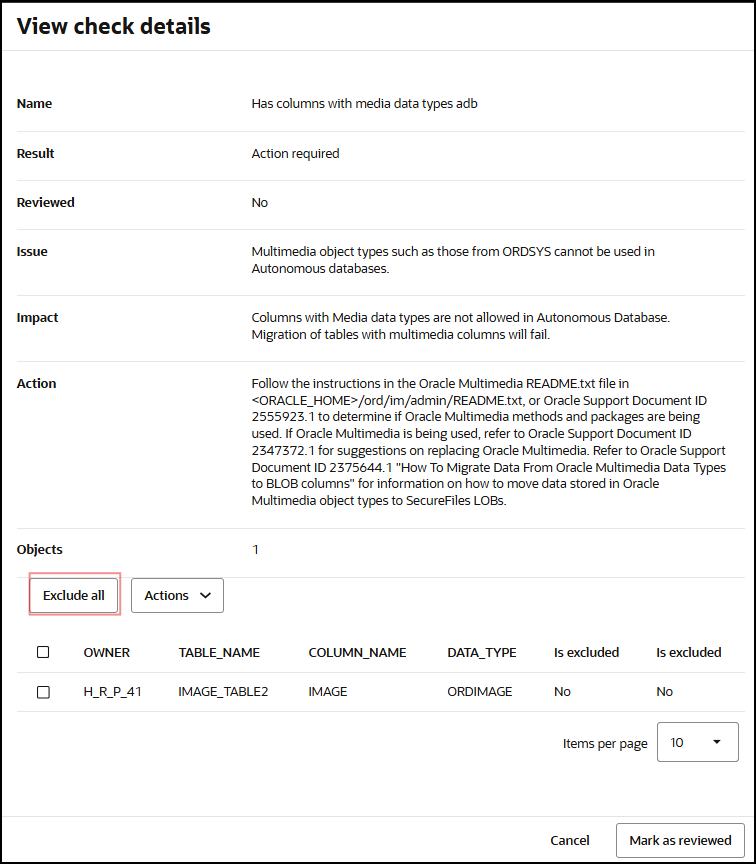 View check details
Name Has columns with media data types adb
Result Action required
Reviewed No
Issue Multimedia object types such as those from ORDSYS cannot be used in
Autonomous databases.
Impact Columns with Media data types are not allowed in Autonomous Database.
Migration of tables with multimedia columns will fail.
Action Follow the instructions in the Oracle Multimedia README.txt file in
<ORACLE_HOME>/ord/im/admin/README.txt, or Oracle Support Document ID
2555923.1 to determine if Oracle Multimedia methods and packages are being
used. If Oracle Multimedia is being used, refer to Oracle Support Document ID
2347372.1 for suggestions on replacing Oracle Multimedia. Refer to Oracle Support
Document ID 2375644.1 "How To Migrate Data From Oracle Multimedia Data Types
to BLOB columns" for information on how to move data stored in Oracle
Multimedia object types to SecureFiles LOBs.
Objects 1
Exclude all Actions
OWNER TABLE_NAME COLUMN_NAME DATA_TYPE Is excluded Is excluded
H_R_P_41 IMAGE_TABLE2 IMAGE ORDIMAGE No No
Items per page 10
Cancel Mark as reviewed